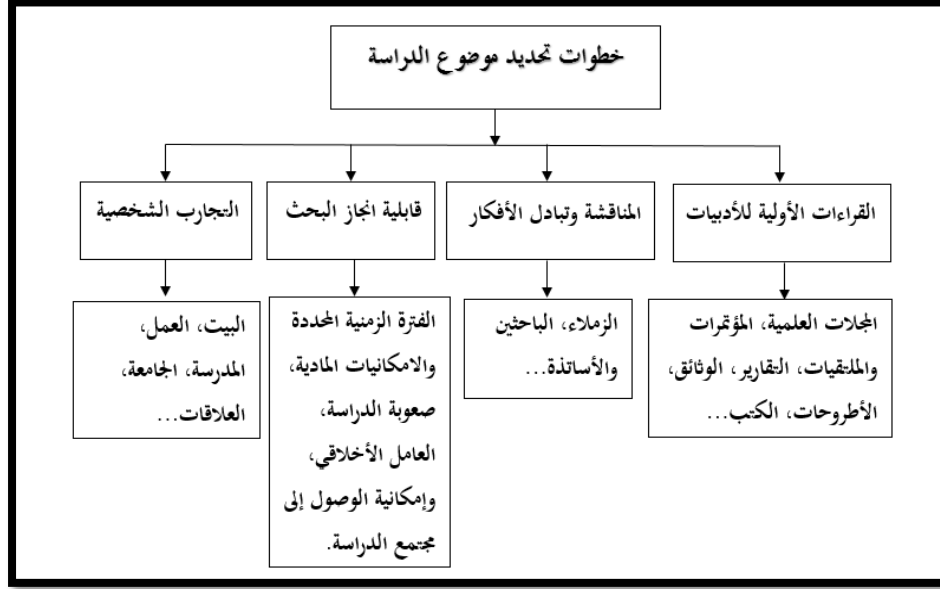 خطوات تحديد موضوع الدراسة
القراءات الأولية للأدبيات
المناقشة وتبادل الأفكار
قابلية انجاز البحث
التجارب الشخصية
المجلات العلمية، المؤتمرات
والملتقيات، التقارير، الوثائق،
الأطروحات، الكتب...
الزملاء، الباحثين
والأساتذة...
الفترة الزمنية المحددة
والامكانيات المادية،
صعوبة الدراسة،
العامل الأخلاقي،
وإمكانية الوصول إلى
مجتمع الدراسة.
البيت، العمل،
المدرسة، الجامعة،
العلاقات...